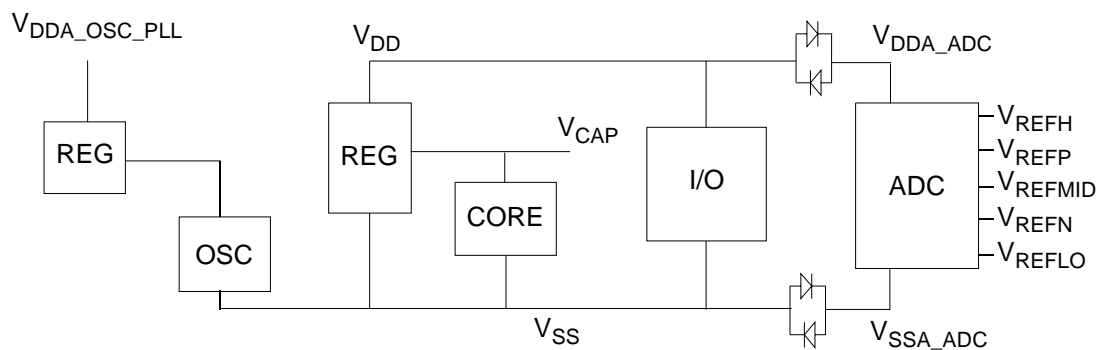 VDDA_OSC_PLL
VDD
VDDA_ADC
REG
REG
VCAP
CORE
OSC
I/O
ADC
VREFH
VREFP
VREFMID
VREFN
VREFLO
VSS
VSSA_ADC